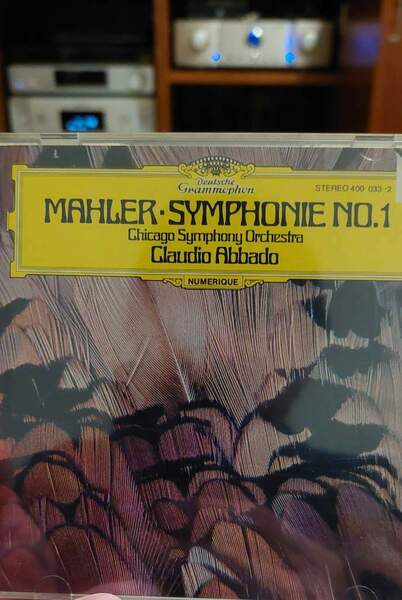 Deutsche
Grammophon
STEREO 400 033-2
MAHLER·SYMPHONIE NO.1
Chicago Symphony Orchestra
Claudio Abbado
NUMERIQUE